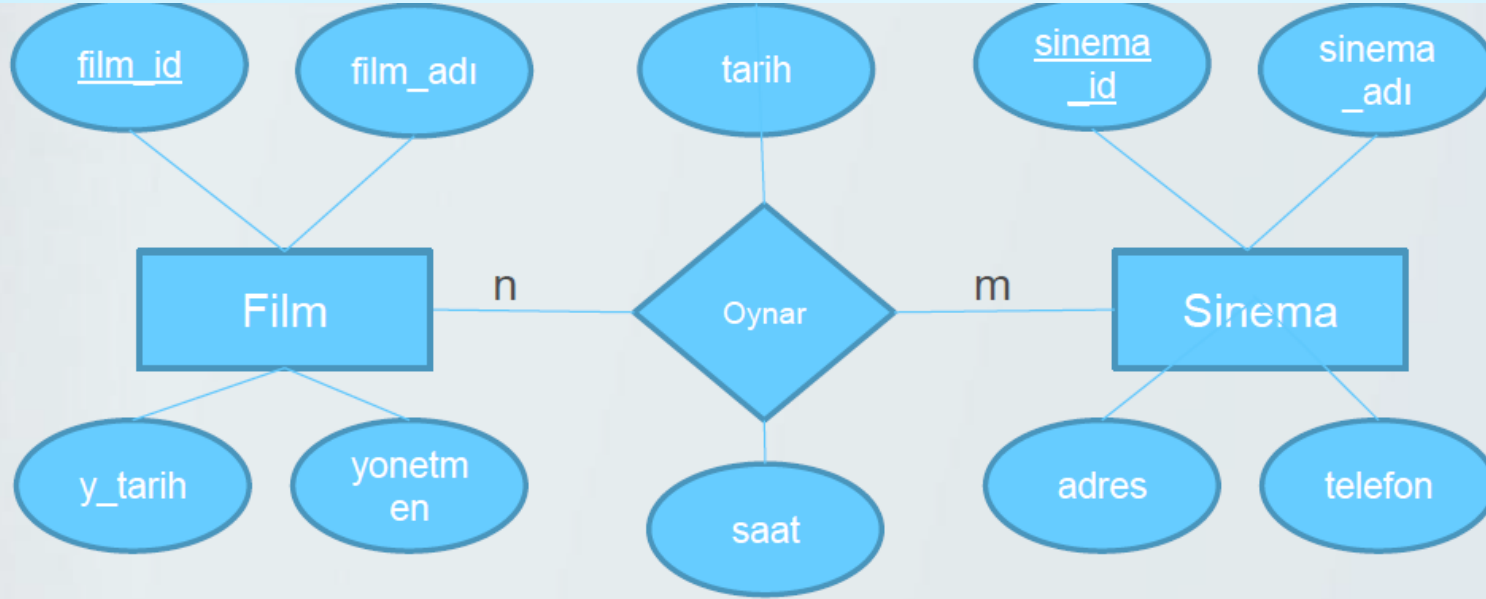 film_id
film_adı
tarih
sinema
_id
sinema
_adı
Film
n
Oynar
m
Sinema
y_tarih
yonetm
en
saat
adres
telefon